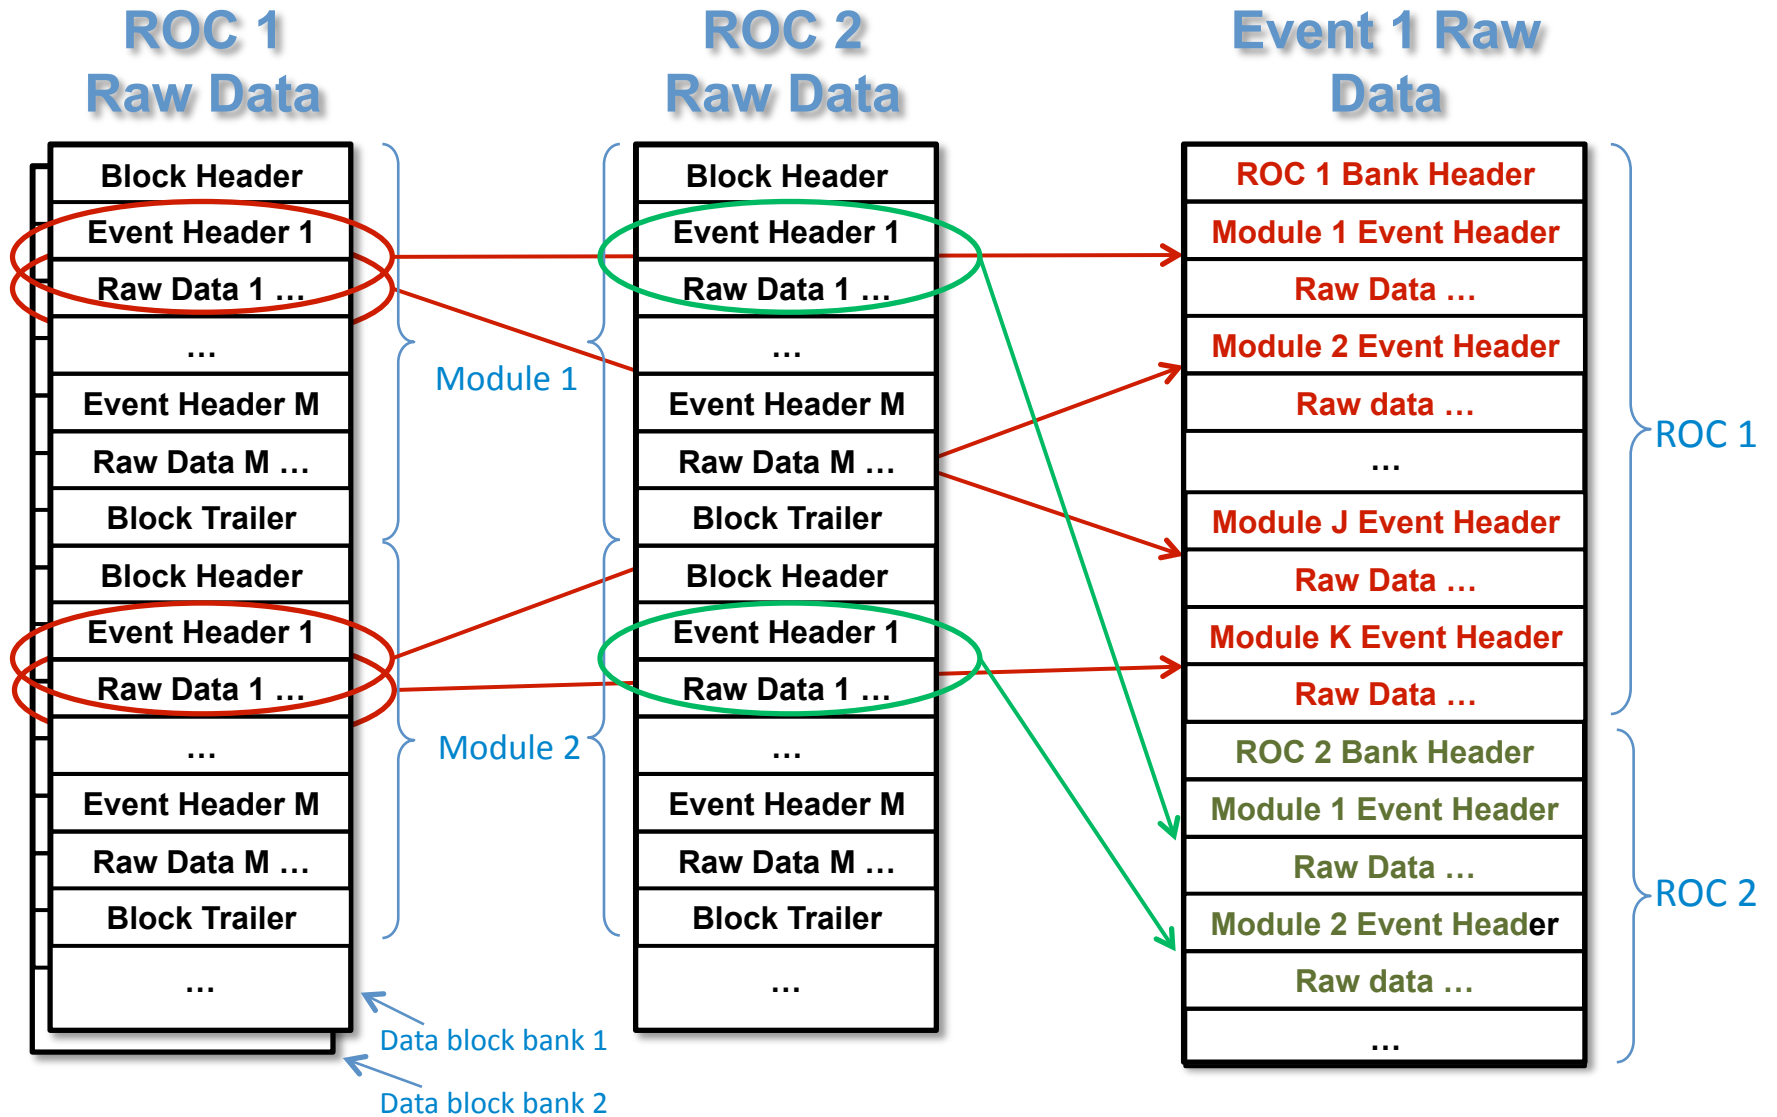 ROC 1
Raw Data
Block Header
Event Header 1
Raw Data 1 …
…
Event Header M
Raw Data M …
Block Trailer
Block Header
Event Header 1
Raw Data 1 …
…
Event Header M
Raw Data M …
Block Trailer
…
Module 1
Module 2
Data block bank 1
Data block bank 2
ROC 2
Raw Data
Block Header
Event Header 1
Raw Data 1 …
…
Event Header M
Raw Data M …
Block Trailer
Block Header
Event Header 1
Raw Data 1 …
…
Event Header M
Raw Data M …
Block Trailer
…
Event 1 Raw
Data
ROC 1 Bank Header
Module 1 Event Header
Raw Data …
Module 2 Event Header
Raw data …
…
Module J Event Header
Raw Data …
Module K Event Header
Raw Data …
ROC 2 Bank Header
Module 1 Event Header
Raw Data …
Module 2 Event Header
Raw data …
…
ROC 1
ROC 2